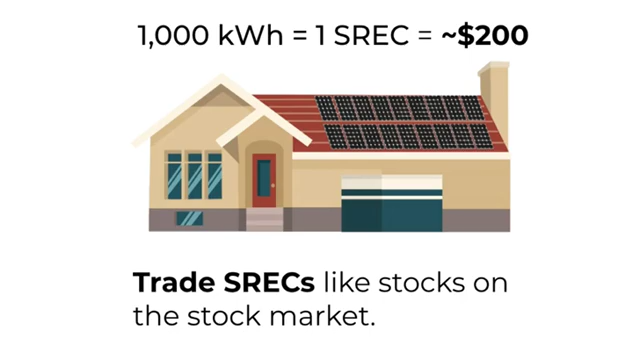 1,000 kWh = 1 SREC = ~$200
Trade SRECs like stocks on
the stock market.